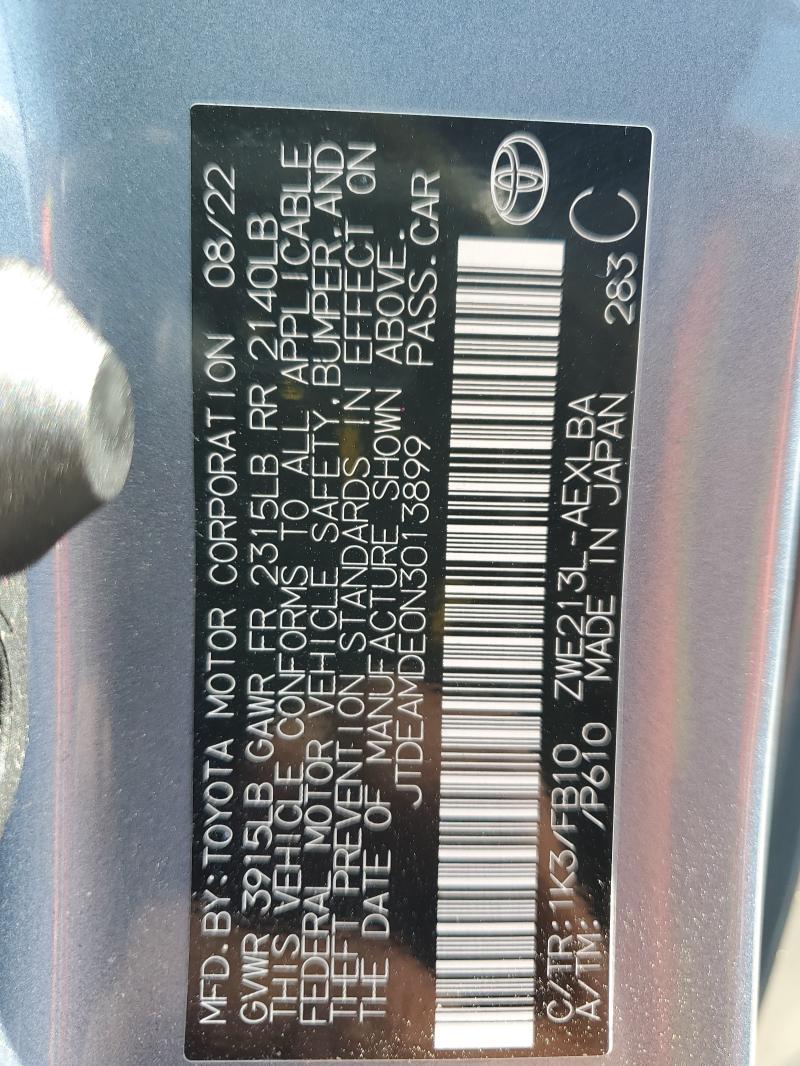 MFD. BY: TOYOTA MOTOR CORPORATION 08/22
GVWR 3915LB GAWR FR 2315LB RR 2140LB
THIS VEHICLE CONFORMS TO ALL APPLICABLE
FEDERAL MOTOR VEHICLE SAFETY, BUMPER, AND
THEFT PREVENTION STANDARDS IN EFFECT ON
THE DATE OF MANUFACTURE SHOWN ABOVE.
JTDEAMDE0N3013899 PASS.CAR
C/TR: 1K3/FB10 ZWE213L-AEXLBA
A/TM: /P610 MADE IN JAPAN 283 C